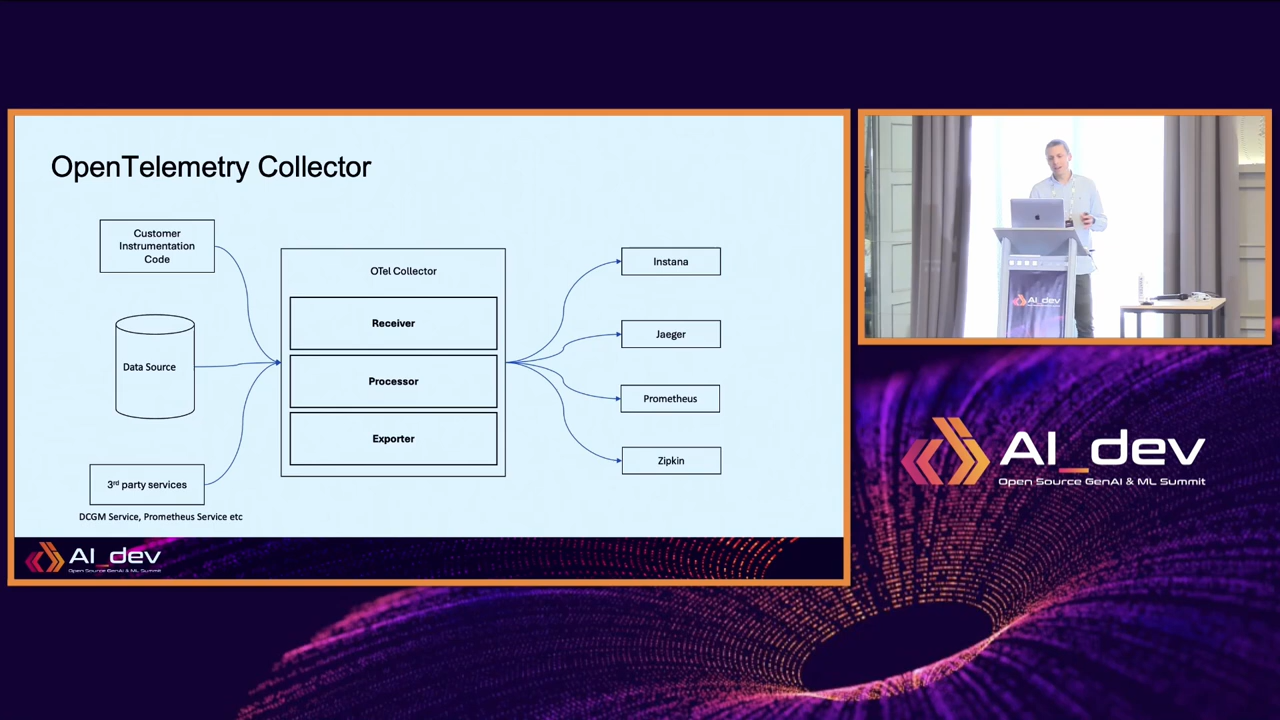 OpenTelemetry Collector
Customer
Instrumentation
Code
Data Source
3rd party services
DCGM Service, Prometheus Service etc
OTel Collector
Receiver
Processor
Exporter
Instana
Jaeger
Prometheus
Zipkin
AI_dev
Open Source GenAI & ML Summit
AI_dev
AI_dev
Open Source GenAI & ML Summit